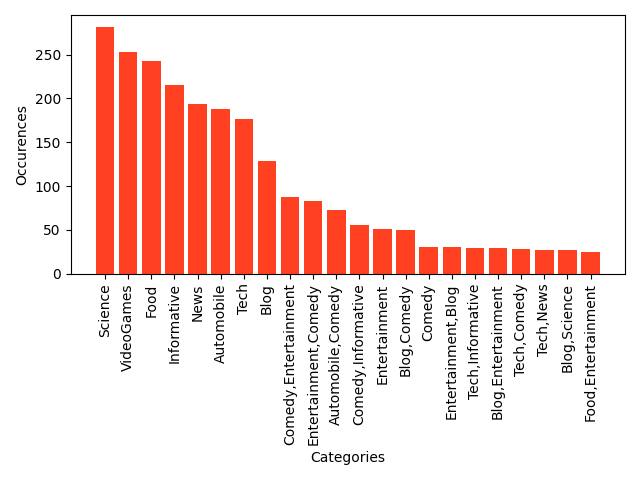 250
200
150
100
50
0
Occurences
Science
VideoGames
Food
Informative
News
Automobile
Tech
Blog
Comedy,Entertainment
Entertainment,Comedy
Automobile,Comedy
Comedy,Informative
Entertainment
Blog,Comedy
Comedy
Entertainment,Blog
Tech,Informative
Blog,Entertainment
Tech,Comedy
Tech,News
Blog,Science
Food,Entertainment
Categories